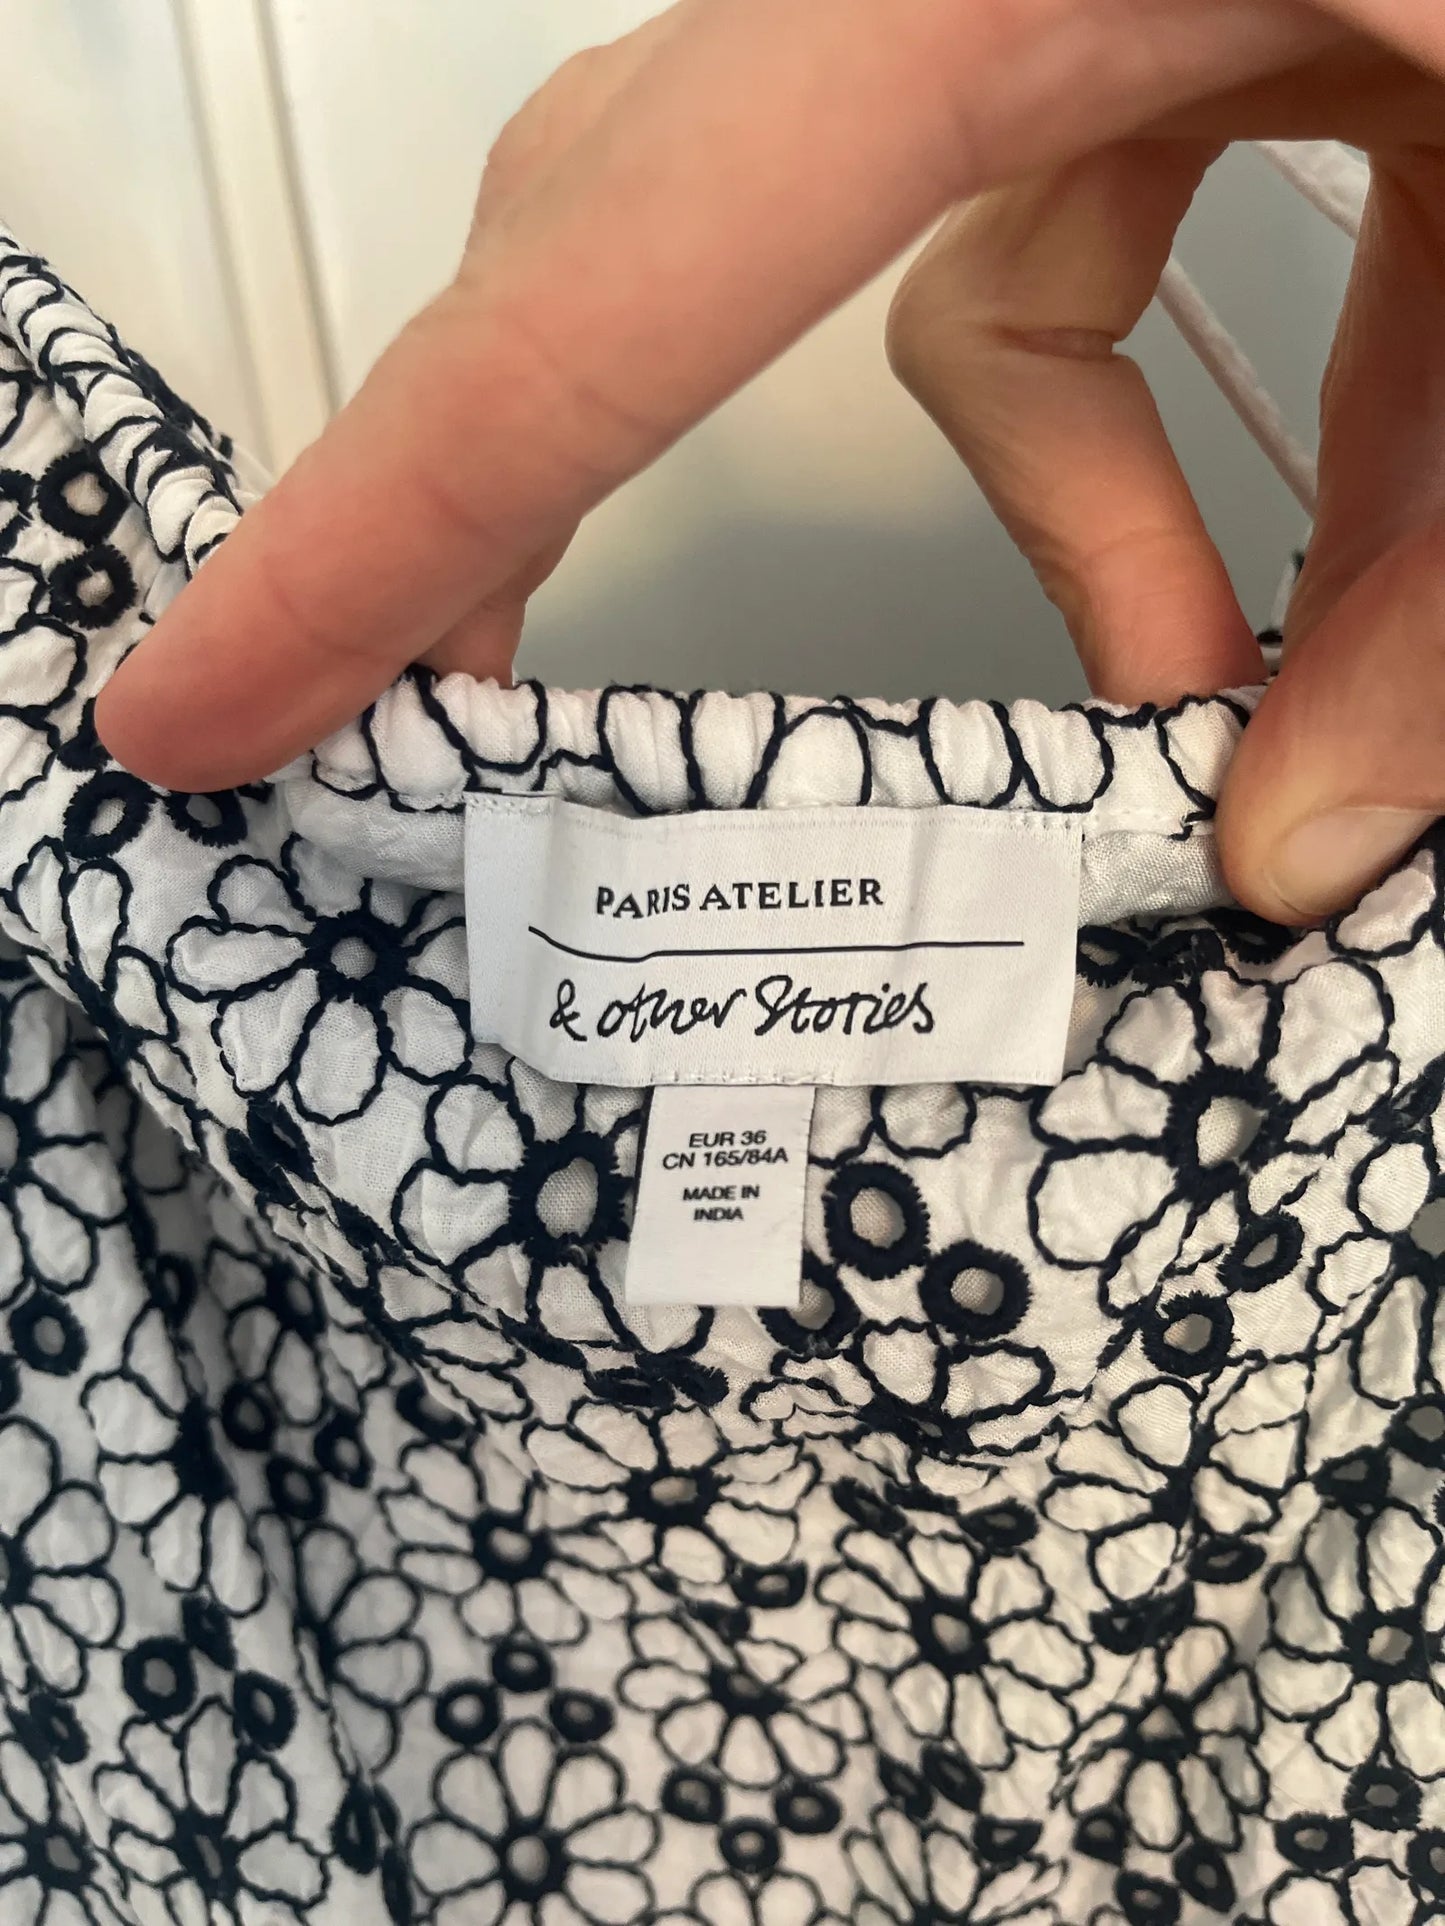 PARIS ATELIER
& other Stories
EUR 36
CN 165/84A
MADE IN
INDIA